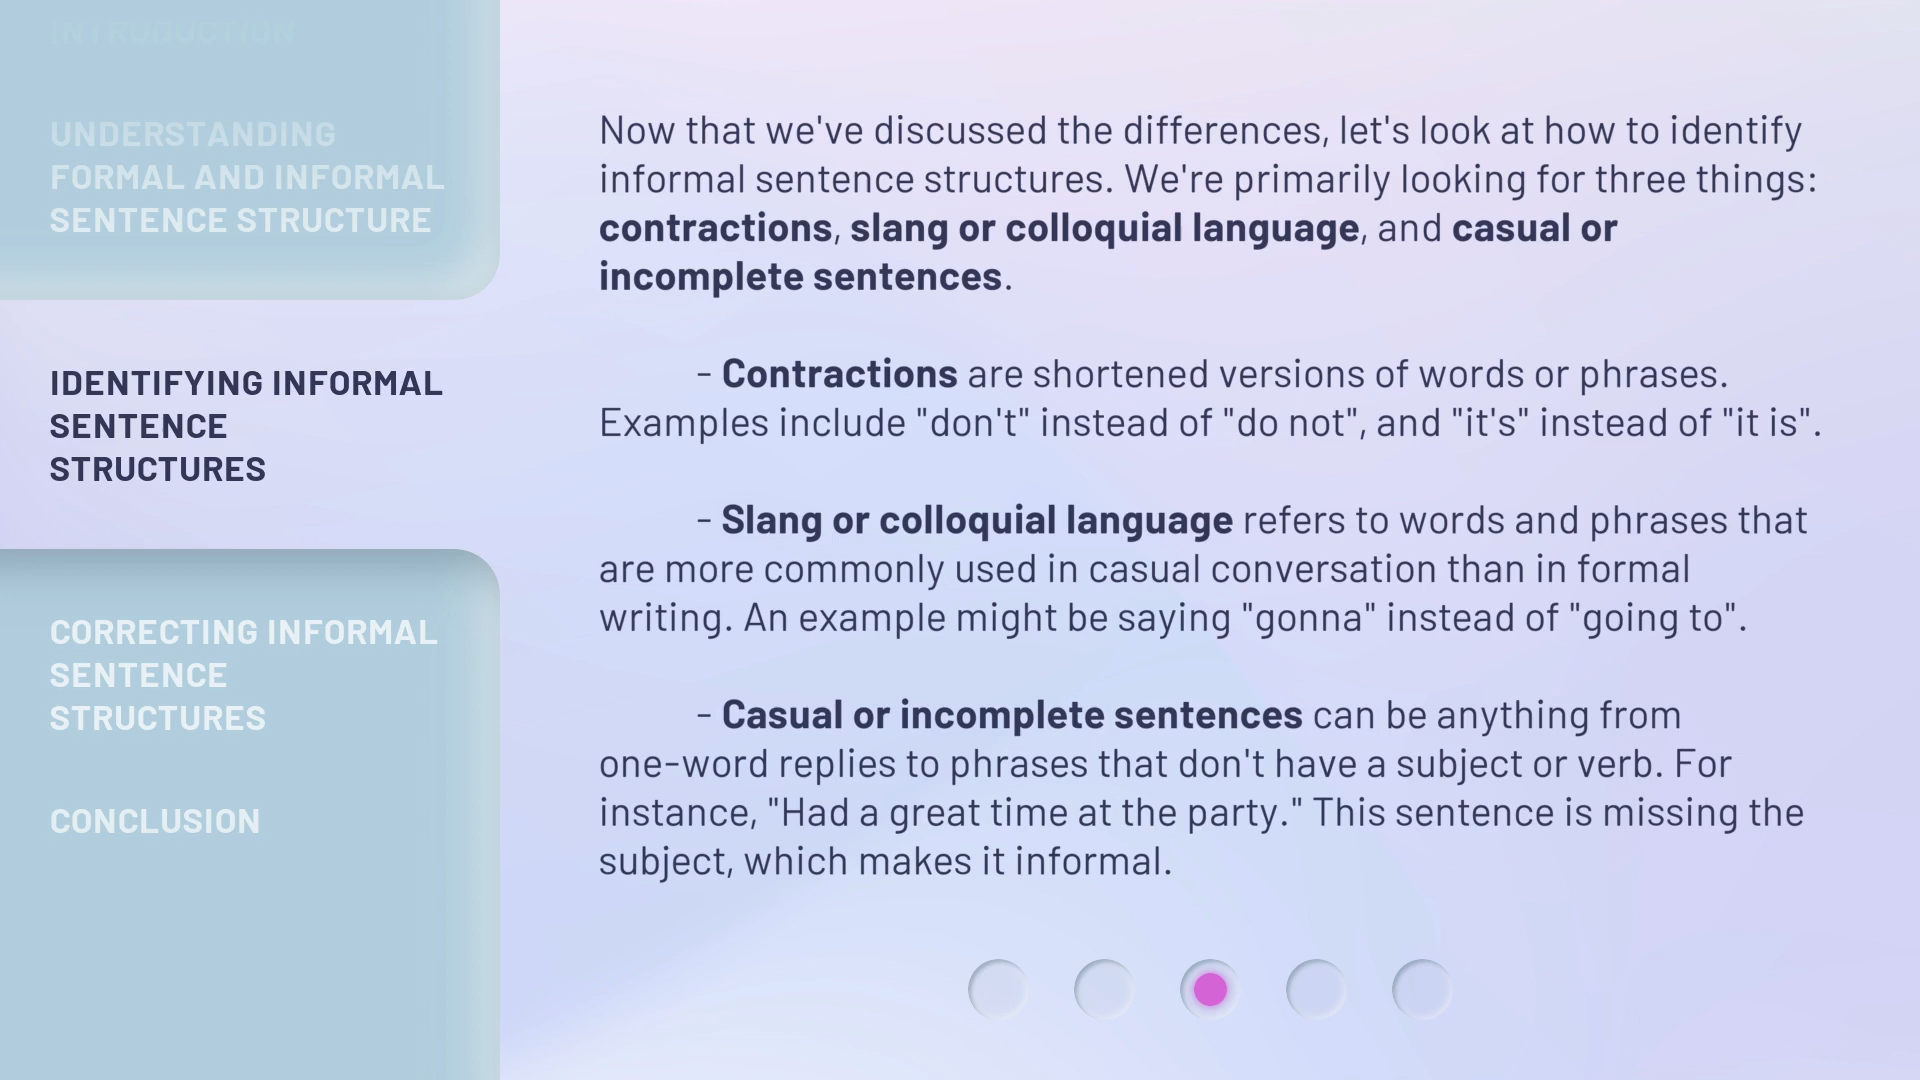 INTRODUCTION
UNDERSTANDING
FORMAL AND INFORMAL
SENTENCE STRUCTURE
IDENTIFYING INFORMAL
SENTENCE
STRUCTURES
CORRECTING INFORMAL
SENTENCE
STRUCTURES
CONCLUSION
Now that we've discussed the differences, let's look at how to identify
informal sentence structures. We're primarily looking for three things:
contractions, slang or colloquial language, and casual or
incomplete sentences.
- Contractions are shortened versions of words or phrases.
Examples include "don't" instead of "do not", and "it's" instead of "it is".
- Slang or colloquial language refers to words and phrases that
are more commonly used in casual conversation than in formal
writing. An example might be saying "gonna" instead of "going to".
- Casual or incomplete sentences can be anything from
one-word replies to phrases that don't have a subject or verb. For
instance, "Had a great time at the party." This sentence is missing the
subject, which makes it informal.